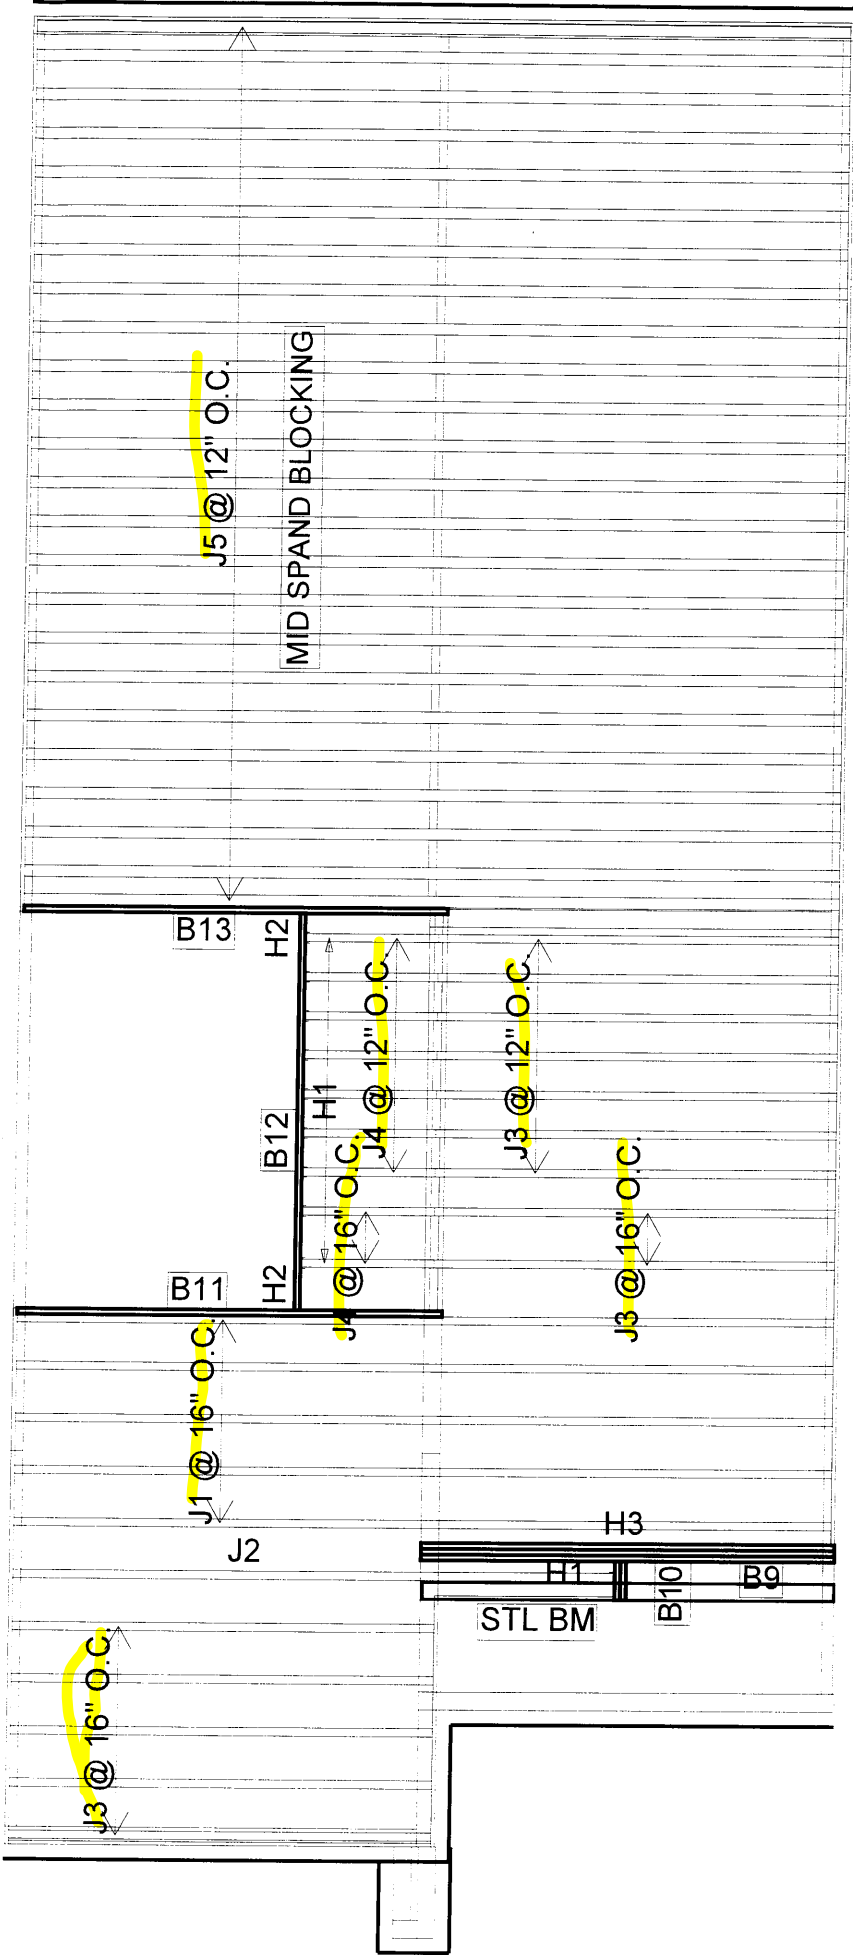 J5 @ 12" O.C.
MID SPAND BLOCKING
B13
H2
J4 @ 12" O.C.
J3 @ 12" O.C.
H1
B12
J4 @ 16" O.C.
J3 @ 16" O.C.
B11
H2
J1 @ 16" O.C.
J2
H3
H1
B10
B9
STL BM
J3 @ 16" O.C.